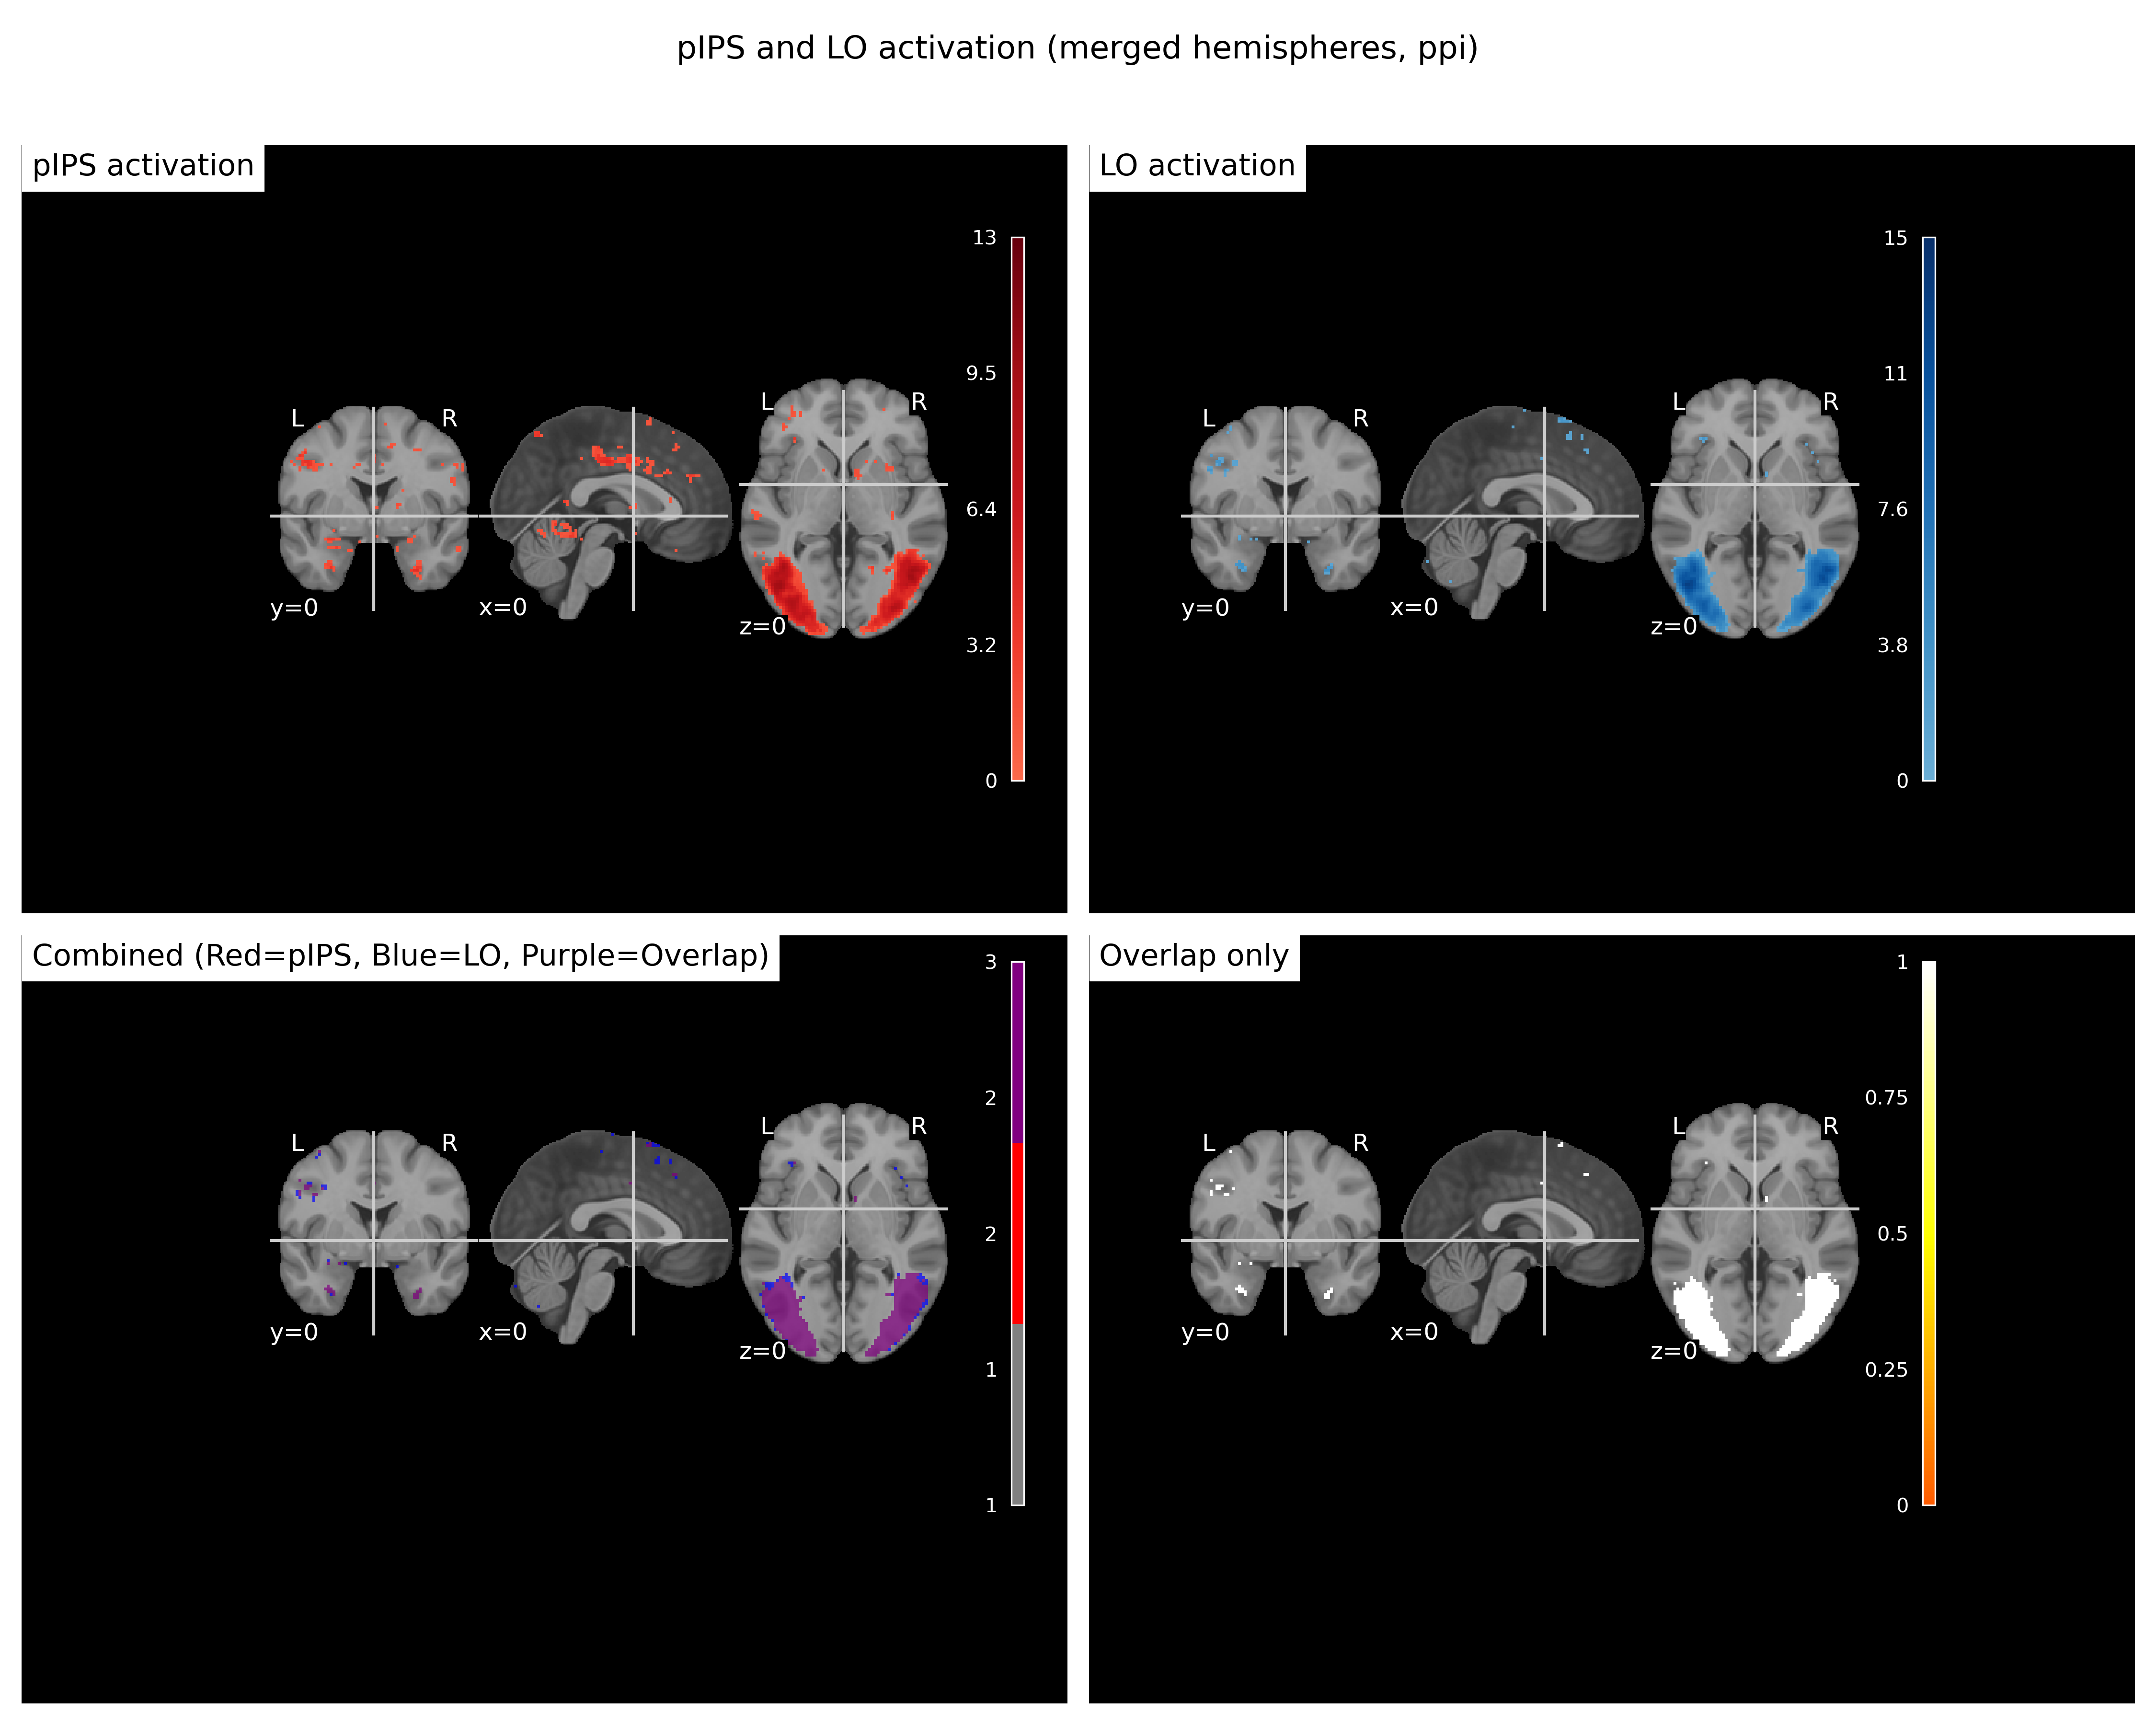 pIPS and LO activation (merged hemispheres, ppi)
pIPS activation
13
9.5
6.4
3.2
0
L R
L R
y=0
x=0
z=0
LO activation
15
11
7.6
3.8
0
L R
L R
y=0
x=0
z=0
Combined (Red=pIPS, Blue=LO, Purple=Overlap)
3
2
2
1
1
L R
L R
y=0
x=0
z=0
Overlap only
1
0.75
0.5
0.25
0
L R
L R
y=0
x=0
z=0